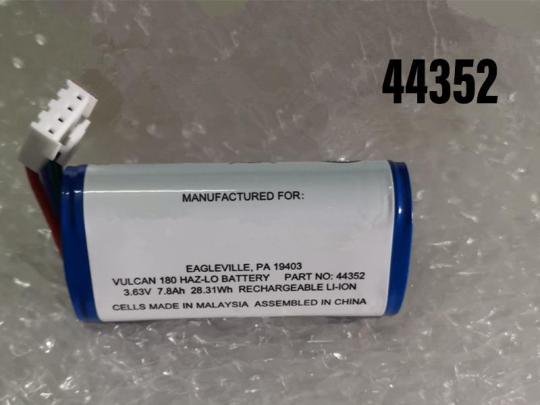 44352
MANUFACTURED FOR:
EAGLEVILLE, PA 19403
VULCAN 180 HAZ-LO BATTERY PART NO: 44352
3.63V 7.8Ah 28.31Wh RECHARGEABLE LI-ION
CELLS MADE IN MALAYSIA ASSEMBLED IN CHINA